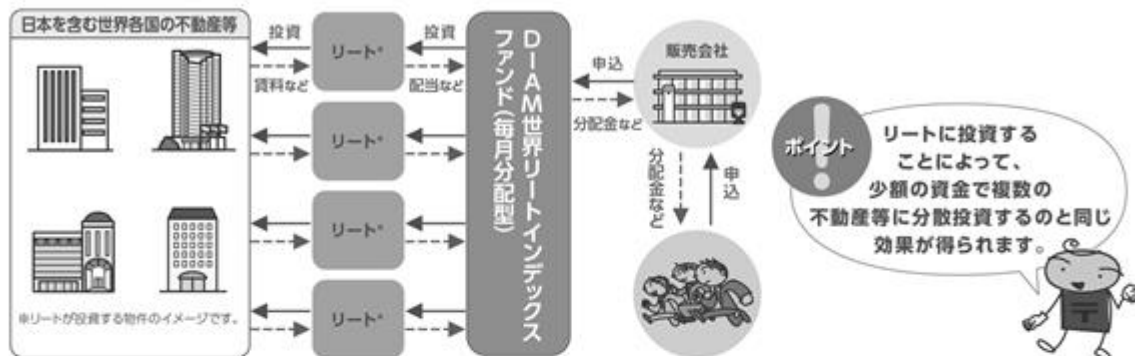 日本を含む世界各国の不動産等
※リートが投資する物件のイメージです。
投資
賃料など
リート*
リート*
リート*
リート*
投資
配当など
DIAM世界リートインデックス
ファンド(毎月分配型)
申込
分配金など
販売会社
分配金など
申込
ポイント
リートに投資する
ことによって、
少額の資金で複数の
不動産等に分散投資するのと同じ
効果が得られます。